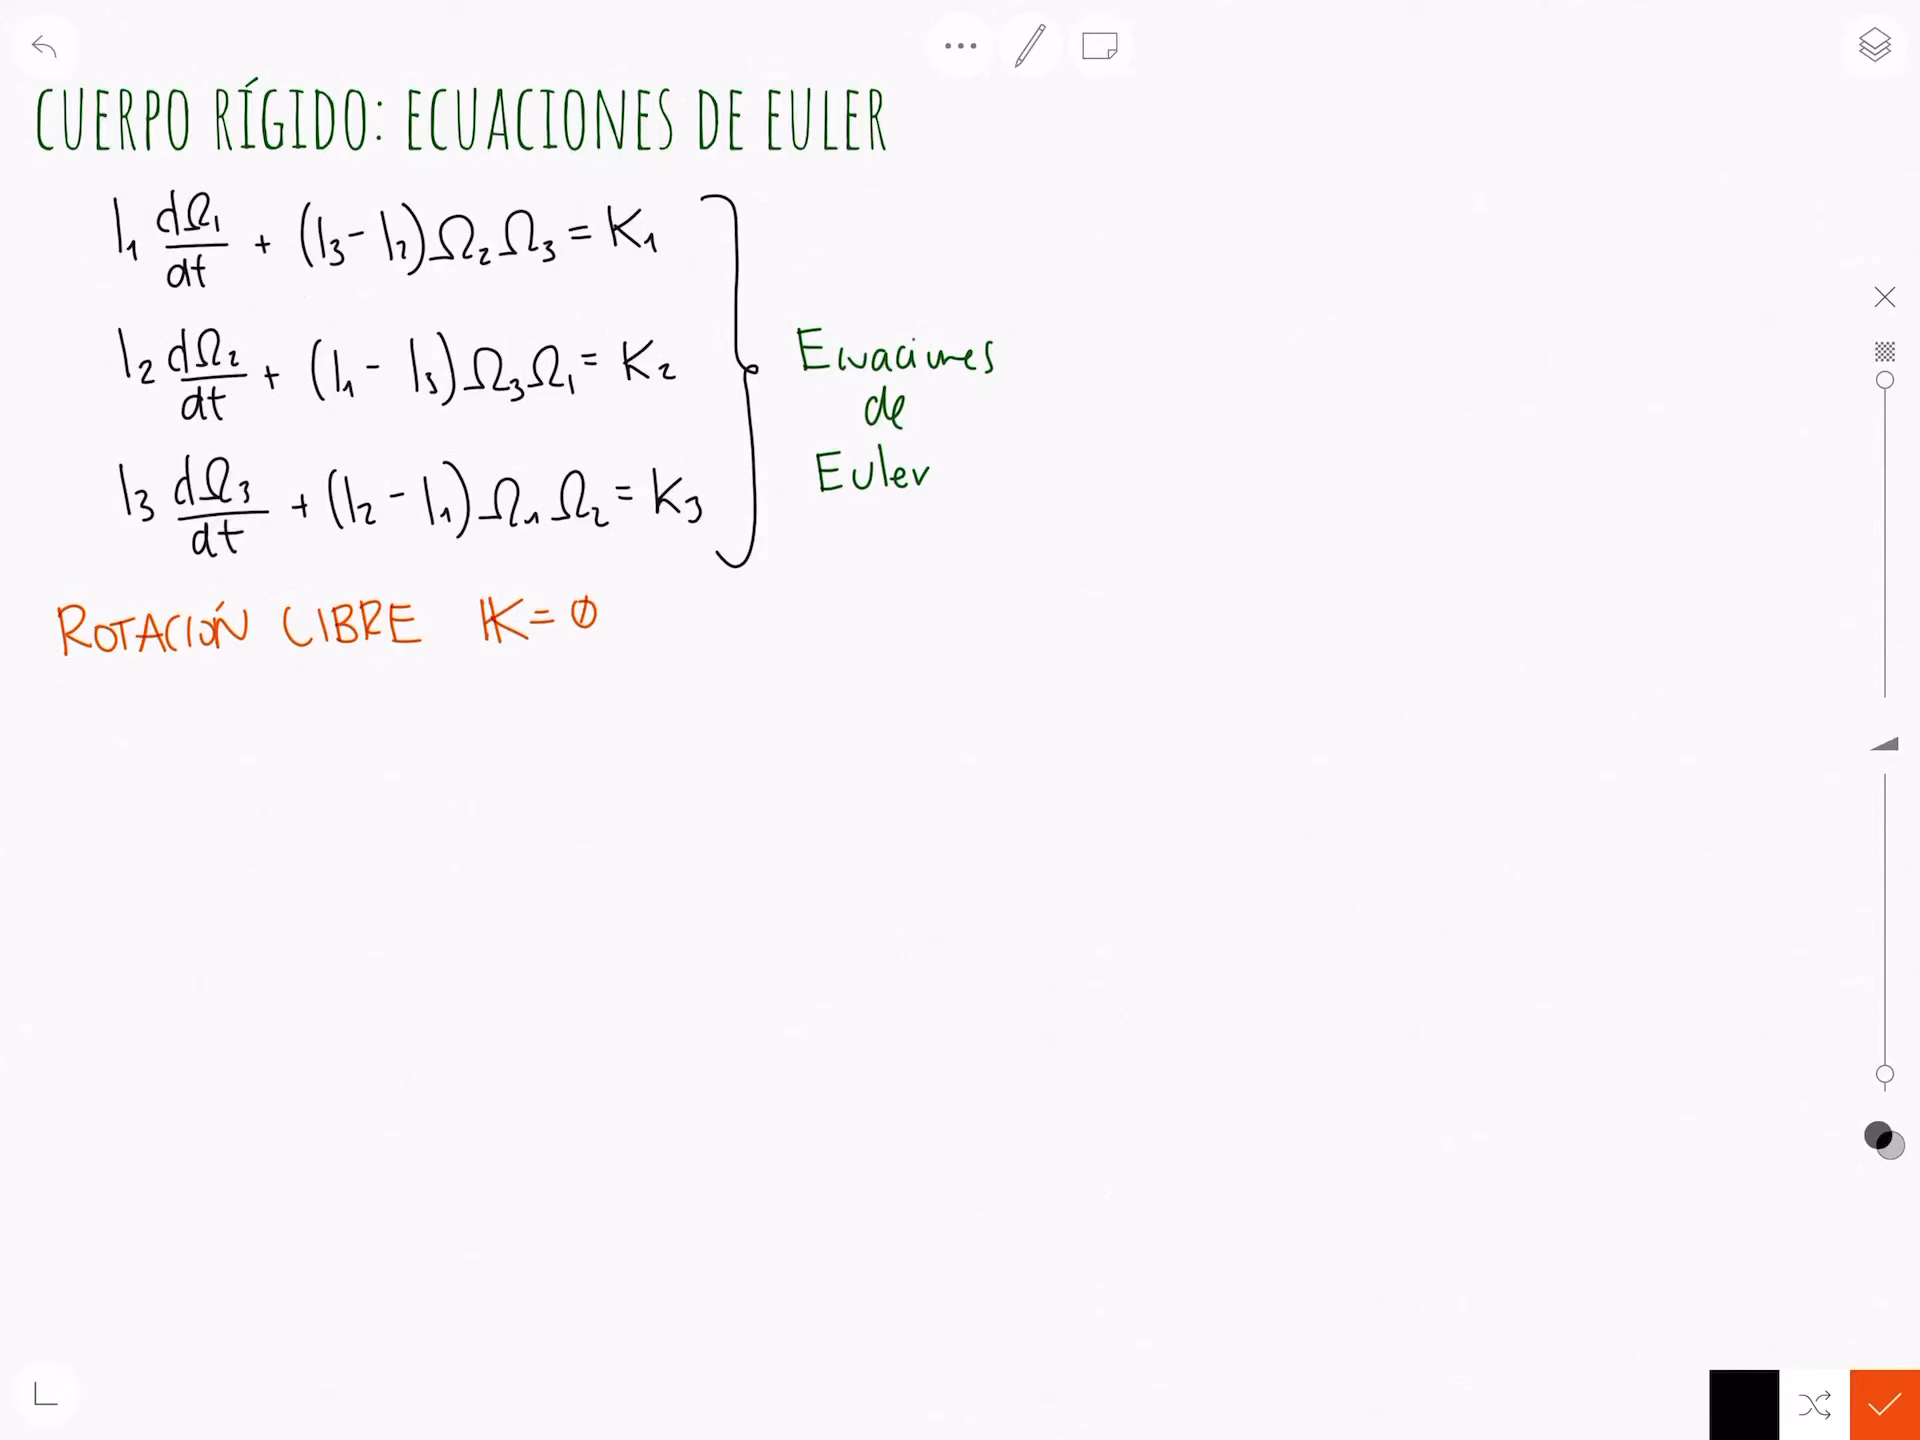 CUERPO RÍGIDO: ECUACIONES DE EULER
I₁ dΩ₁/dt + (I₃ - I₂)Ω₂Ω₃ = K₁
I₂ dΩ₂/dt + (I₁ - I₃)Ω₃Ω₁ = K₂
I₃ dΩ₃/dt + (I₂ - I₁)Ω₁Ω₂ = K₃
Ecuaciones
de
Euler
ROTACIÓN LIBRE 𝕂 = 0